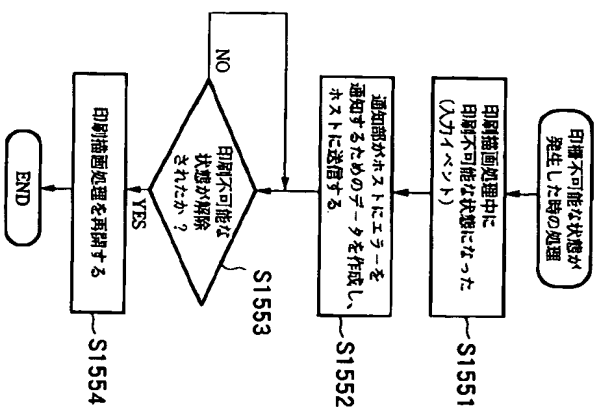 印刷不可能な状態が
発生した時の処理
印刷描画処理中に
印刷不可能な状態になった
(入力イベント)
S1551
通知部がホストにエラーを
通知するためのデータを作成し、
ホストに送信する
S1552
印刷不可能な
状態が解除
されたか?
S1553
NO
YES
印刷描画処理を再開する
S1554
END